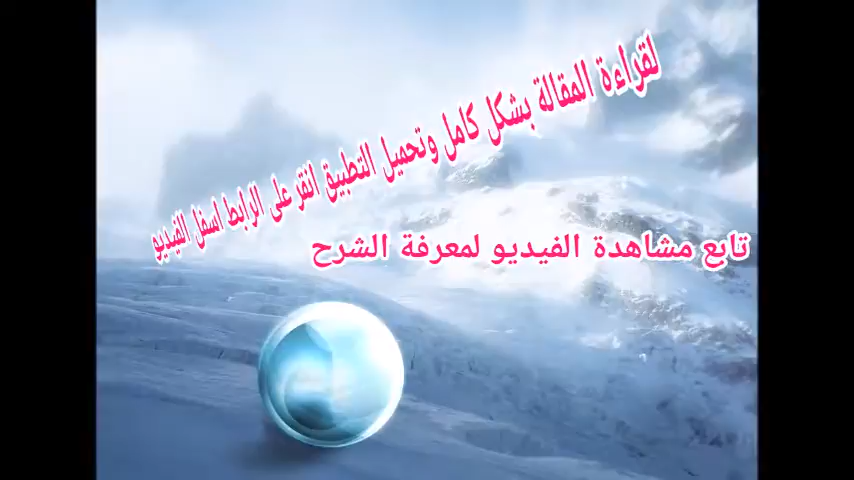 لقراءة المقالة بشكل كامل وتحميل التطبيق انقر على الرابط اسفل الفيديو
تابع مشاهدة الفيديو لمعرفة الشرح